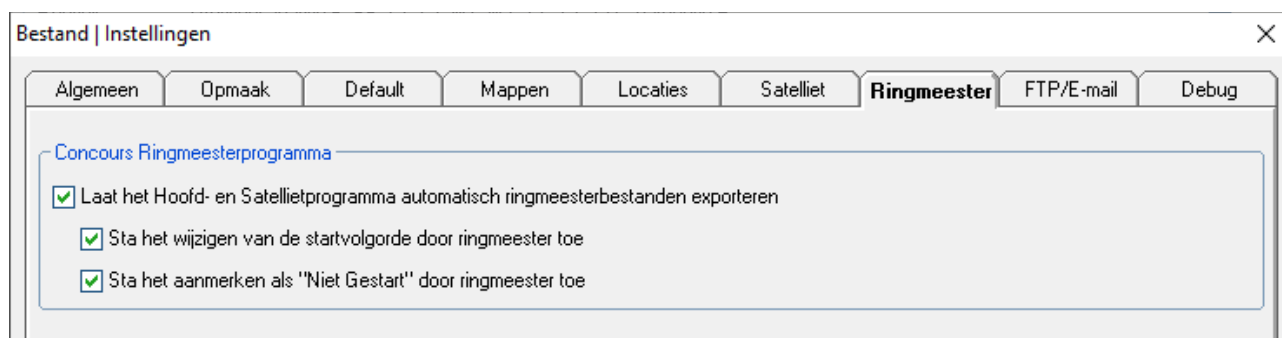 Bestand | Instellingen
Algemeen Opmaak Default Mappen Locaties Satelliet Ringmeester FTP/E-mail Debug
Concours Ringmeesterprogramma
Laat het Hoofd- en Satellietprogramma automatisch ringmeesterbestanden exporteren
Sta het wijzigen van de startvolgorde door ringmeester toe
Sta het aanmerken als "Niet Gestart" door ringmeester toe